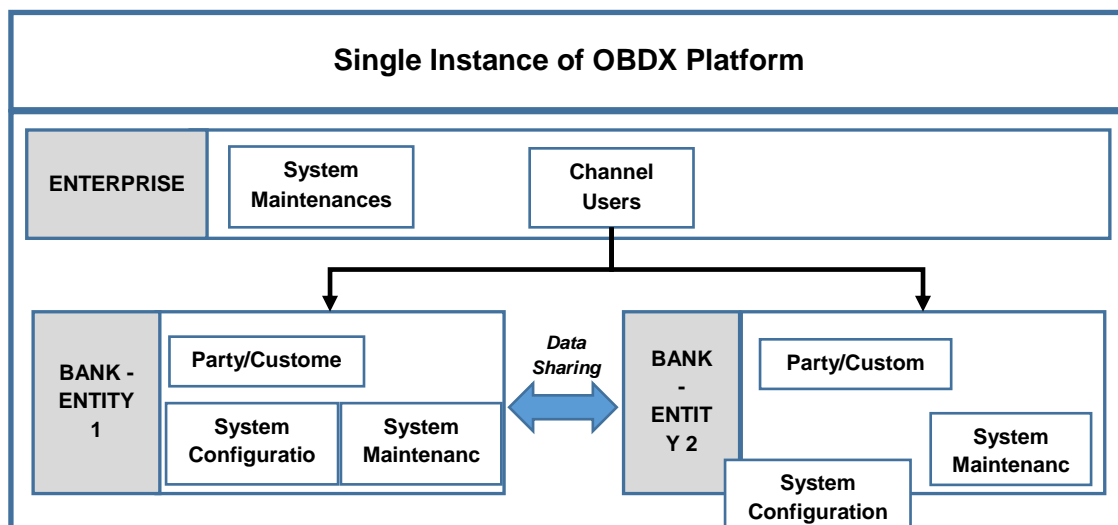 Single Instance of OBDX Platform
ENTERPRISE
System
Maintenances
Channel
Users
BANK -
ENTITY
1
Party/Custome
System
Configuratio
System
Maintenanc
Data
Sharing
BANK
-
ENTIT
Y 2
Party/Custom
System
Maintenanc
System
Configuration